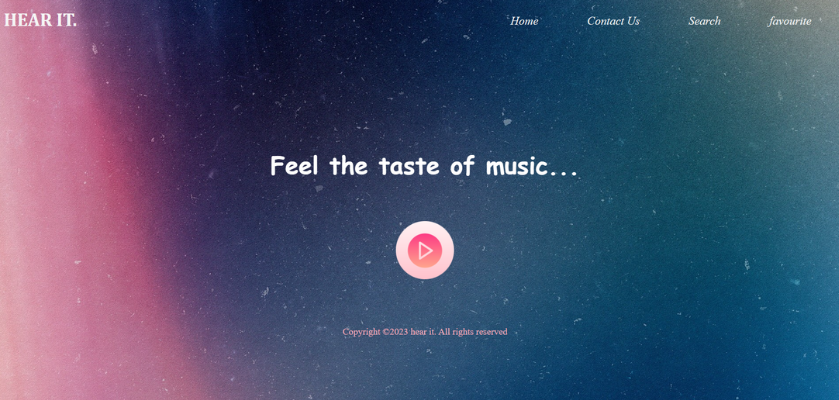 HEAR IT.
Home Contact Us Search favourite
Feel the taste of music...
Copyright ©2023 hear it. All rights reserved